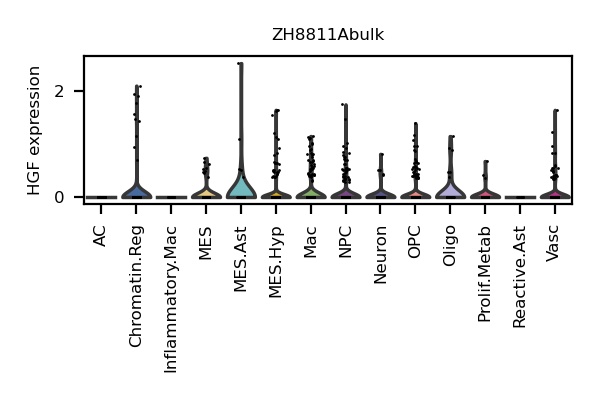 ZH8811Abulk
HGF expression
2
0
AC
Chromatin.Reg
Inflammatory.Mac
MES
MES.Ast
MES.Hyp
Mac
NPC
Neuron
OPC
Oligo
Prolif.Metab
Reactive.Ast
Vasc